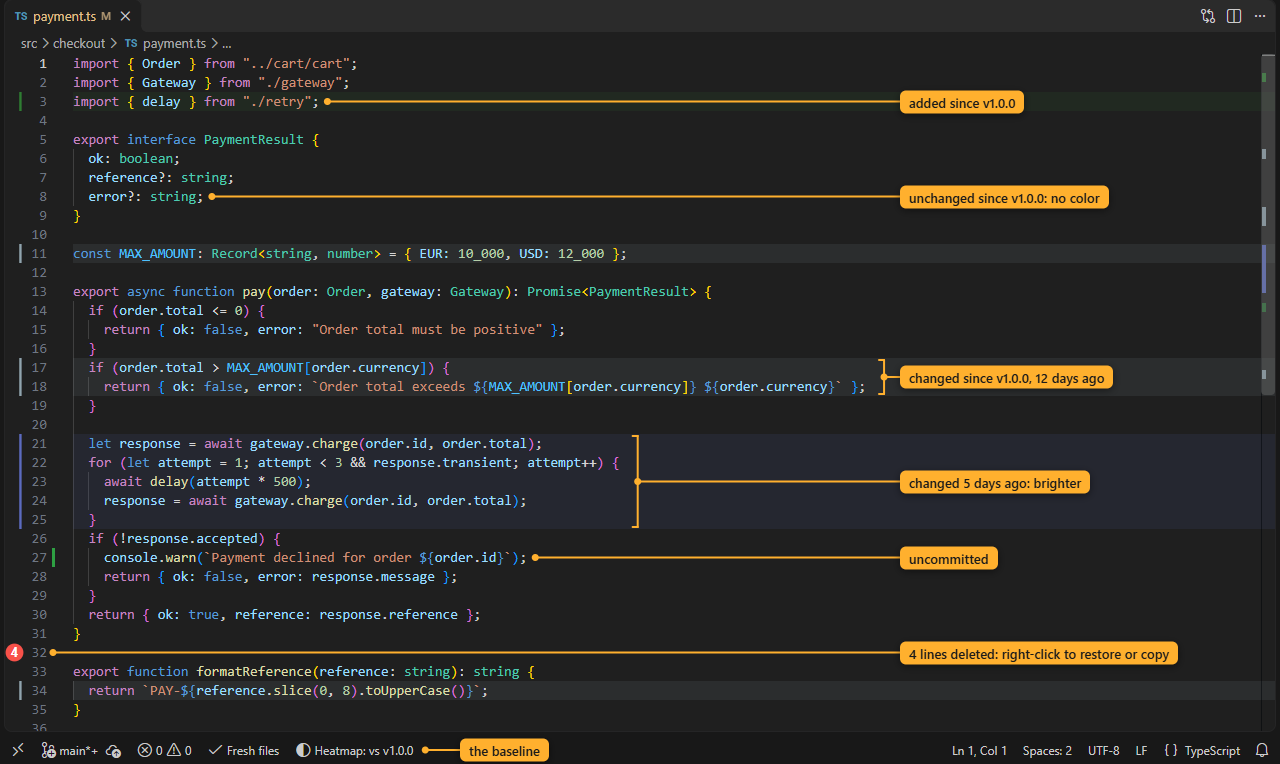 TS payment.ts M
src > checkout > TS payment.ts > ...
1 import { Order } from "../cart/cart";
2 import { Gateway } from "./gateway";
3 import { delay } from "./retry"; added since v1.0.0
4
5 export interface PaymentResult {
6 ok: boolean;
7 reference?: string;
8 error?: string; unchanged since v1.0.0: no color
9 }
10
11 const MAX_AMOUNT: Record<string, number> = { EUR: 10_000, USD: 12_000 };
12
13 export async function pay(order: Order, gateway: Gateway): Promise<PaymentResult> {
14 if (order.total <= 0) {
15 return { ok: false, error: "Order total must be positive" };
16 }
17 if (order.total > MAX_AMOUNT[order.currency]) {
changed since v1.0.0, 12 days ago
18 return { ok: false, error: `Order total exceeds ${MAX_AMOUNT[order.currency]} ${order.currency}` };
19 }
20
21 let response = await gateway.charge(order.id, order.total);
22 for (let attempt = 1; attempt < 3 && response.transient; attempt++) {
23 await delay(attempt * 500); changed 5 days ago: brighter
24 response = await gateway.charge(order.id, order.total);
25 }
26 if (!response.accepted) {
27 console.warn(`Payment declined for order ${order.id}`); uncommitted
28 return { ok: false, error: response.message };
29 }
30 return { ok: true, reference: response.reference };
31 }
4 32 4 lines deleted: right-click to restore or copy
33 export function formatReference(reference: string): string {
34 return `PAY-${reference.slice(0, 8).toUpperCase()}`;
35 }
36
main*+ 0 0 Fresh files Heatmap: vs v1.0.0 the baseline Ln 1, Col 1 Spaces: 2 UTF-8 LF { } TypeScript